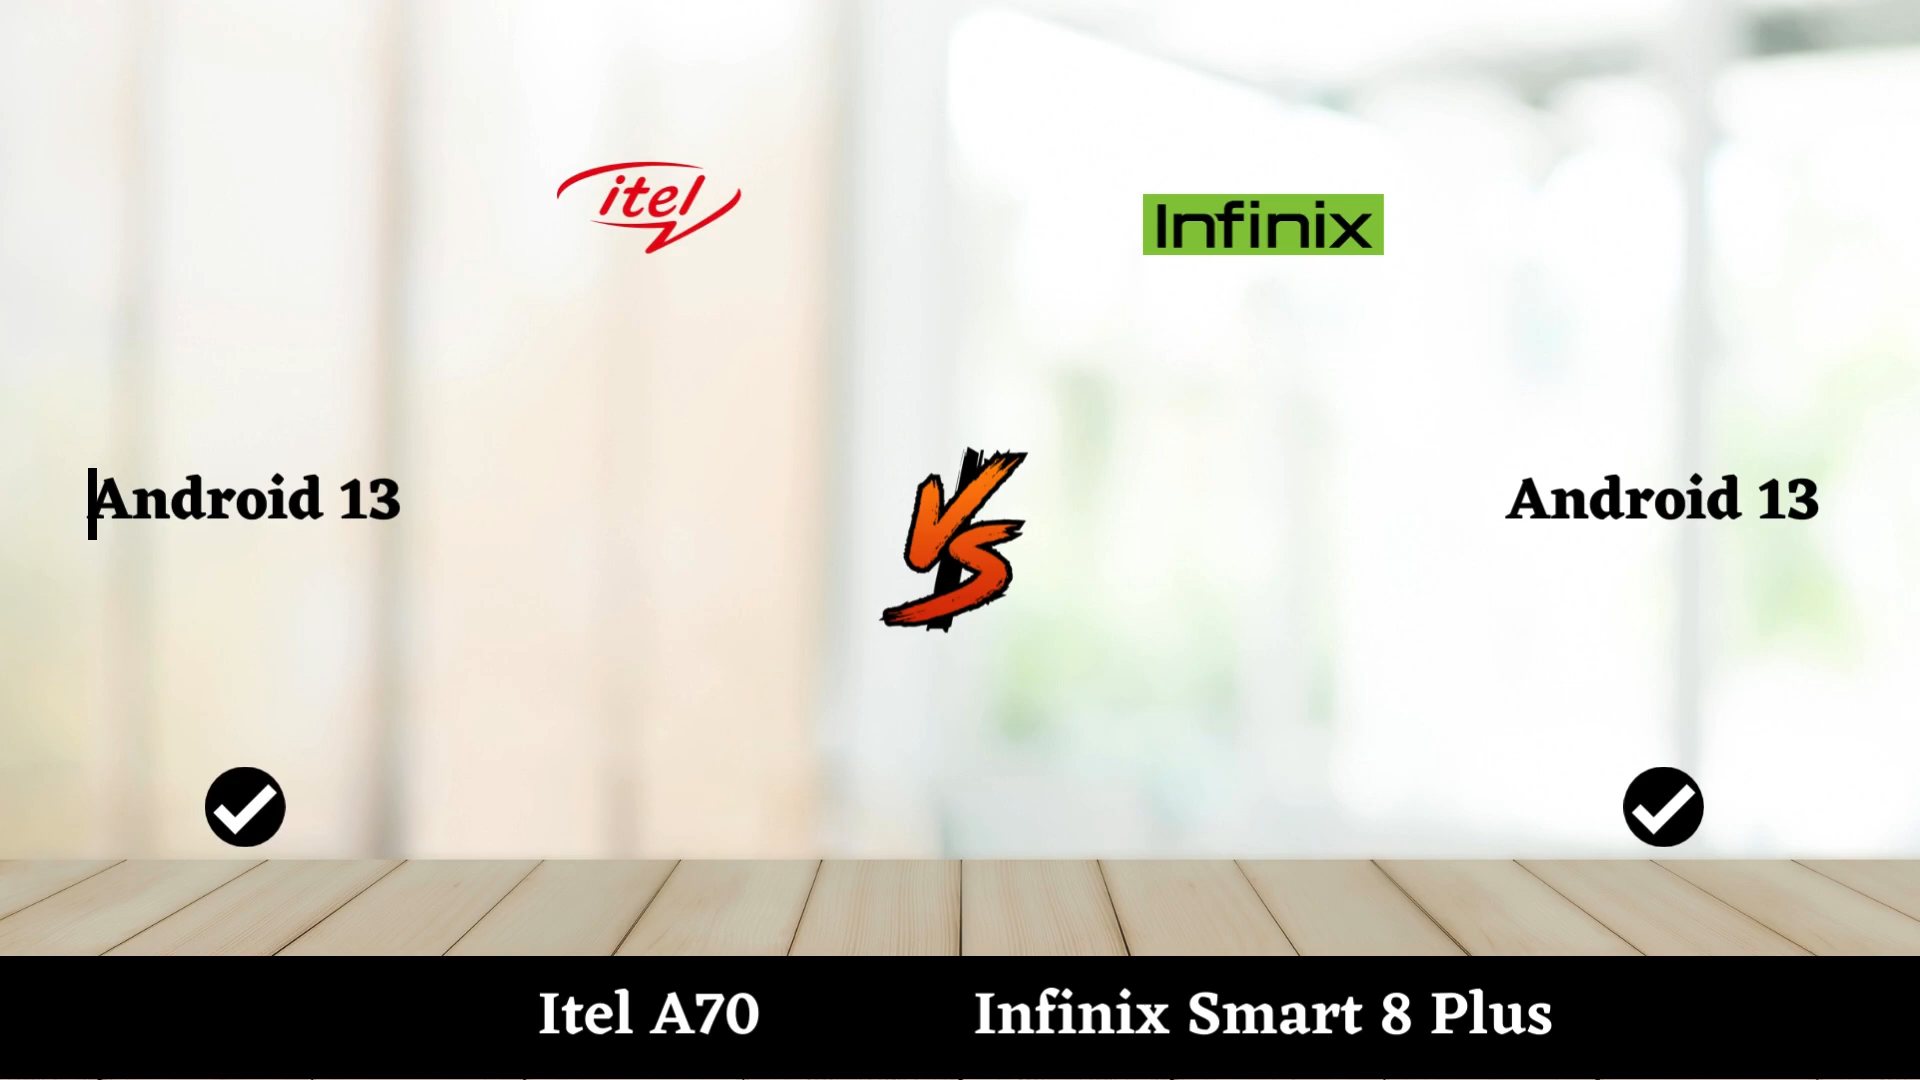 itel
Infinix
Android 13
VS
Android 13
Itel A70
Infinix Smart 8 Plus